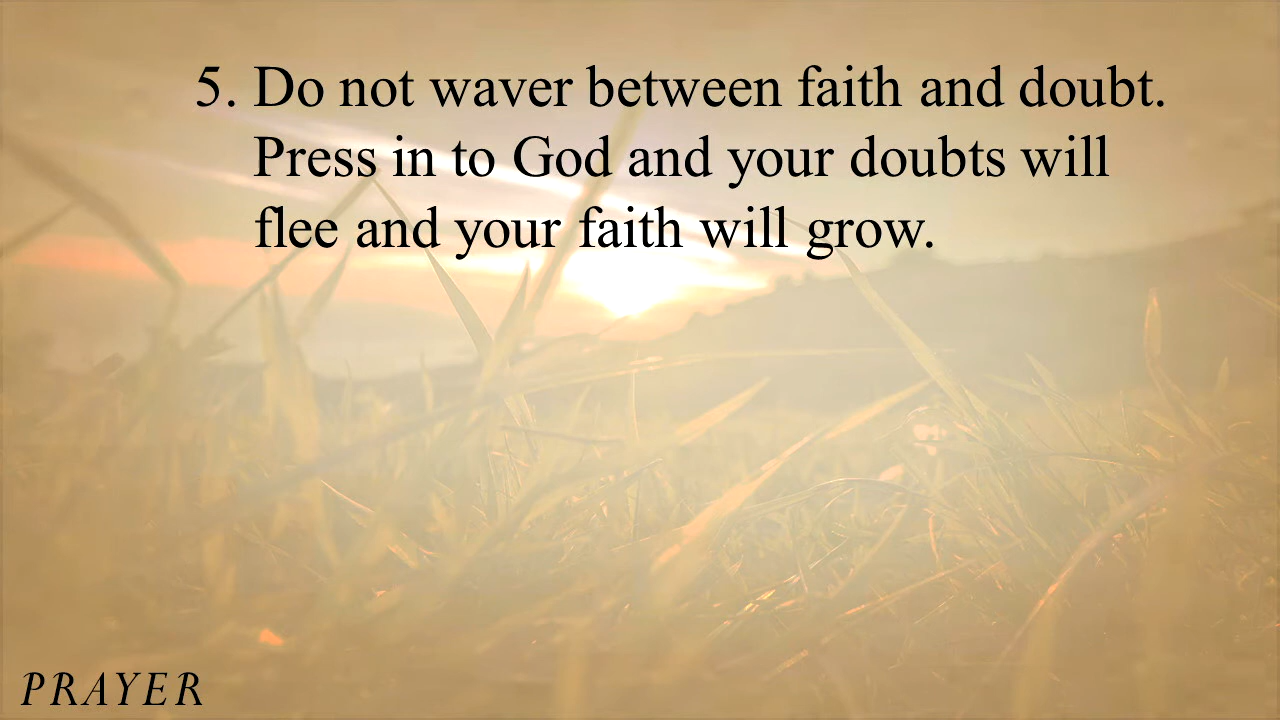 5. Do not waver between faith and doubt.
Press in to God and your doubts will
flee and your faith will grow.
PRAYER